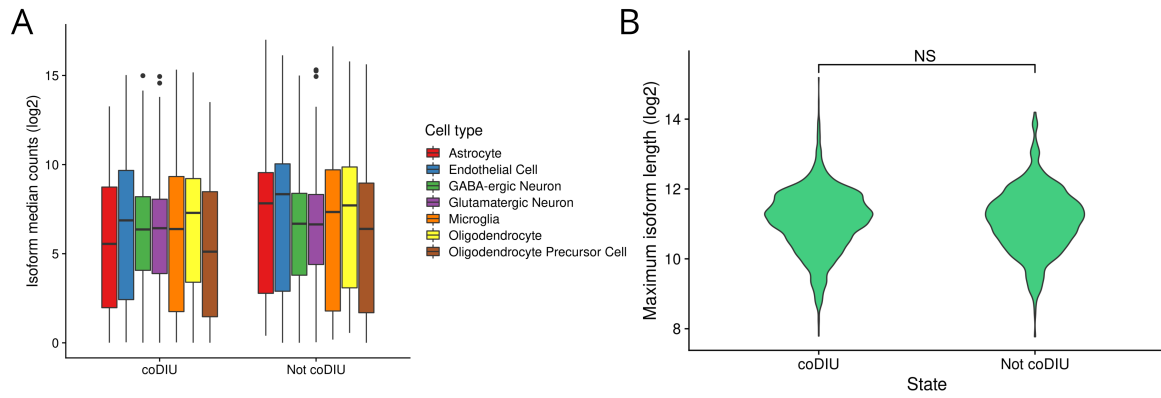 A
Isoform median counts (log2)
15
10
5
0
coDIU
Not coDIU
Cell type
Astrocyte
Endothelial Cell
GABA-ergic Neuron
Glutamatergic Neuron
Microglia
Oligodendrocyte
Oligodendrocyte Precursor Cell
B
Maximum isoform length (log2)
14
12
10
8
NS
coDIU
Not coDIU
State